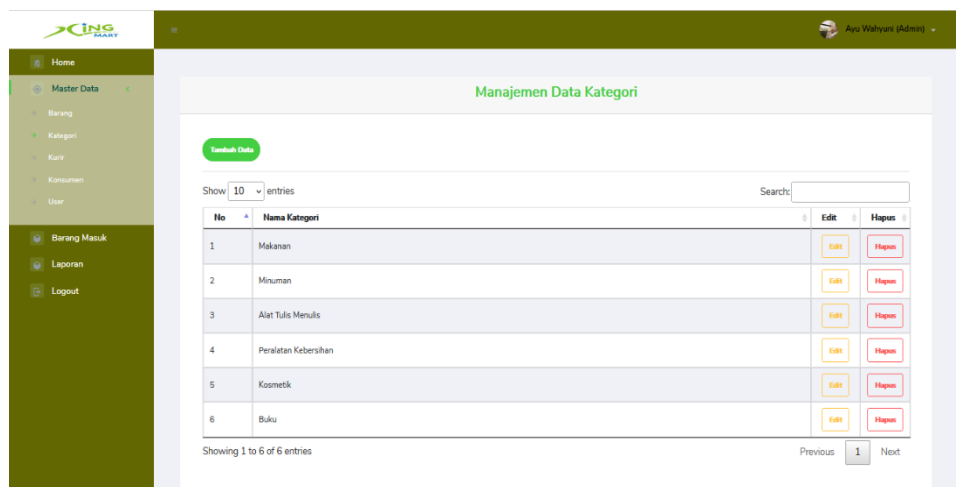 XING MART
Ayu Wahyuni (Admin)
Home
Master Data
Barang
Kategori
Kurir
Konsumen
User
Barang Masuk
Laporan
Logout
Manajemen Data Kategori
Tambah Data
Show 10 entries
Search:
No Nama Kategori Edit Hapus
1 Makanan Edit Hapus
2 Minuman Edit Hapus
3 Alat Tulis Menulis Edit Hapus
4 Peralatan Kebersihan Edit Hapus
5 Kosmetik Edit Hapus
6 Buku Edit Hapus
Showing 1 to 6 of 6 entries
Previous 1 Next